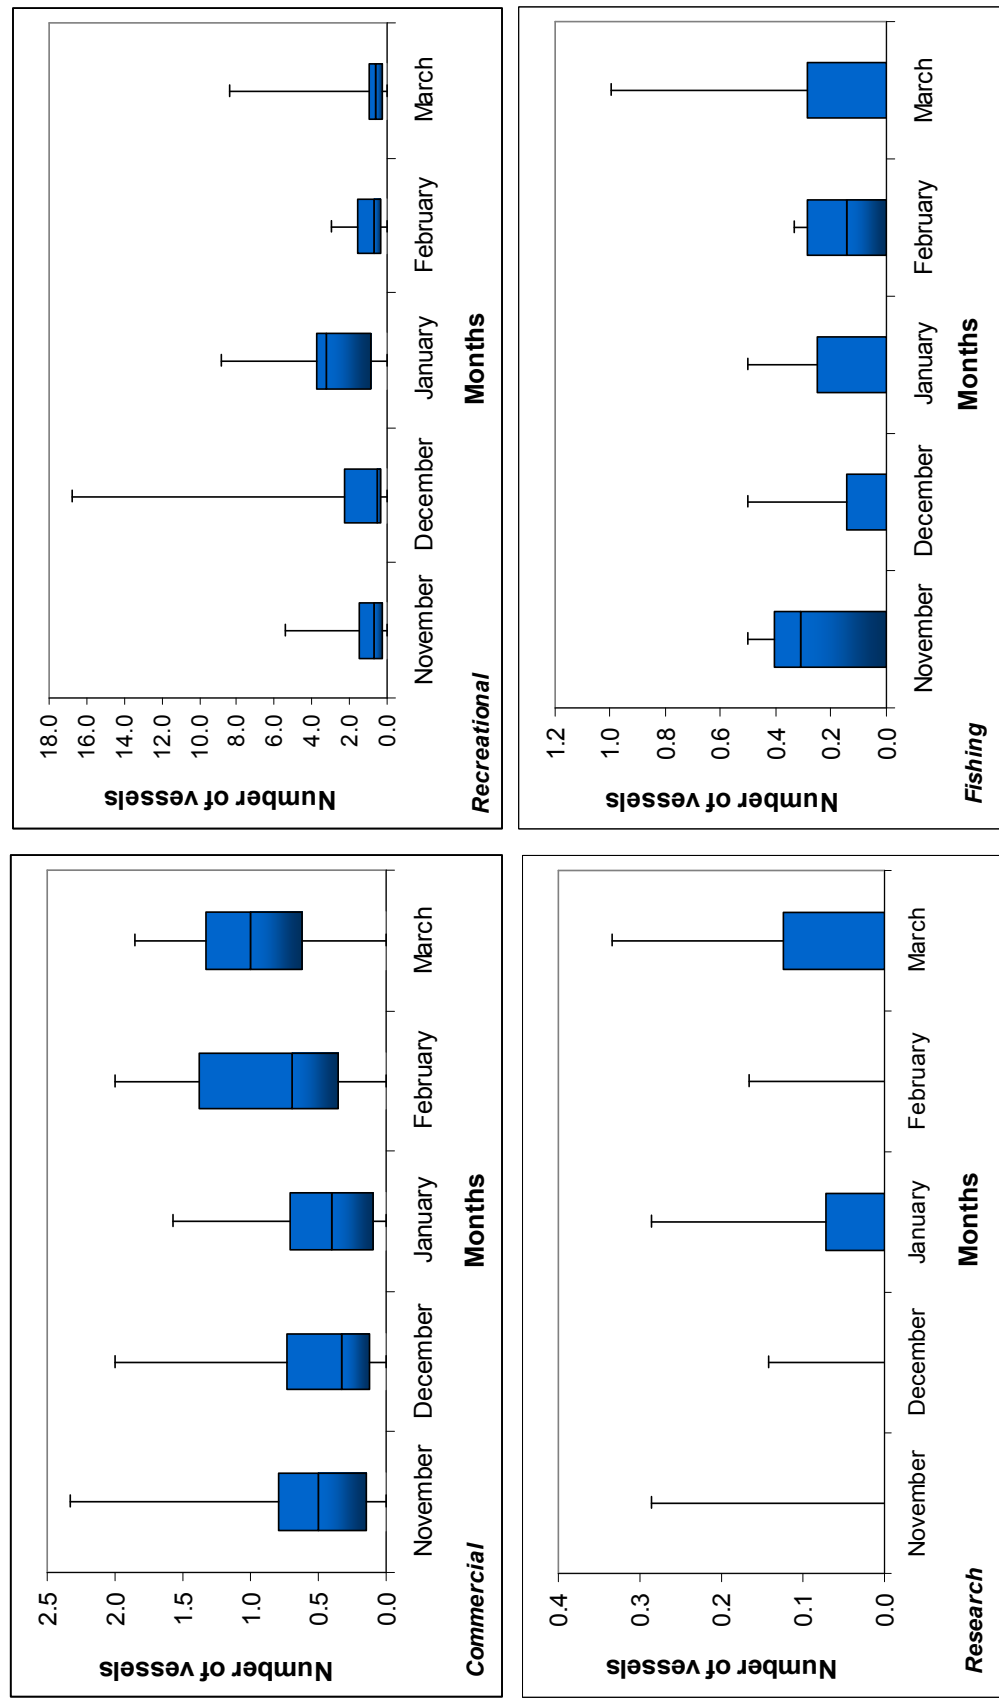 Number of vessels
2.5
2.0
1.5
1.0
0.5
0.0
November December January February March
Months
Commercial
Number of vessels
18.0
16.0
14.0
12.0
10.0
8.0
6.0
4.0
2.0
0.0
November December January February March
Months
Recreational
Number of vessels
0.4
0.3
0.2
0.1
0.0
November December January February March
Months
Research
Number of vessels
1.2
1.0
0.8
0.6
0.4
0.2
0.0
November December January February March
Months
Fishing